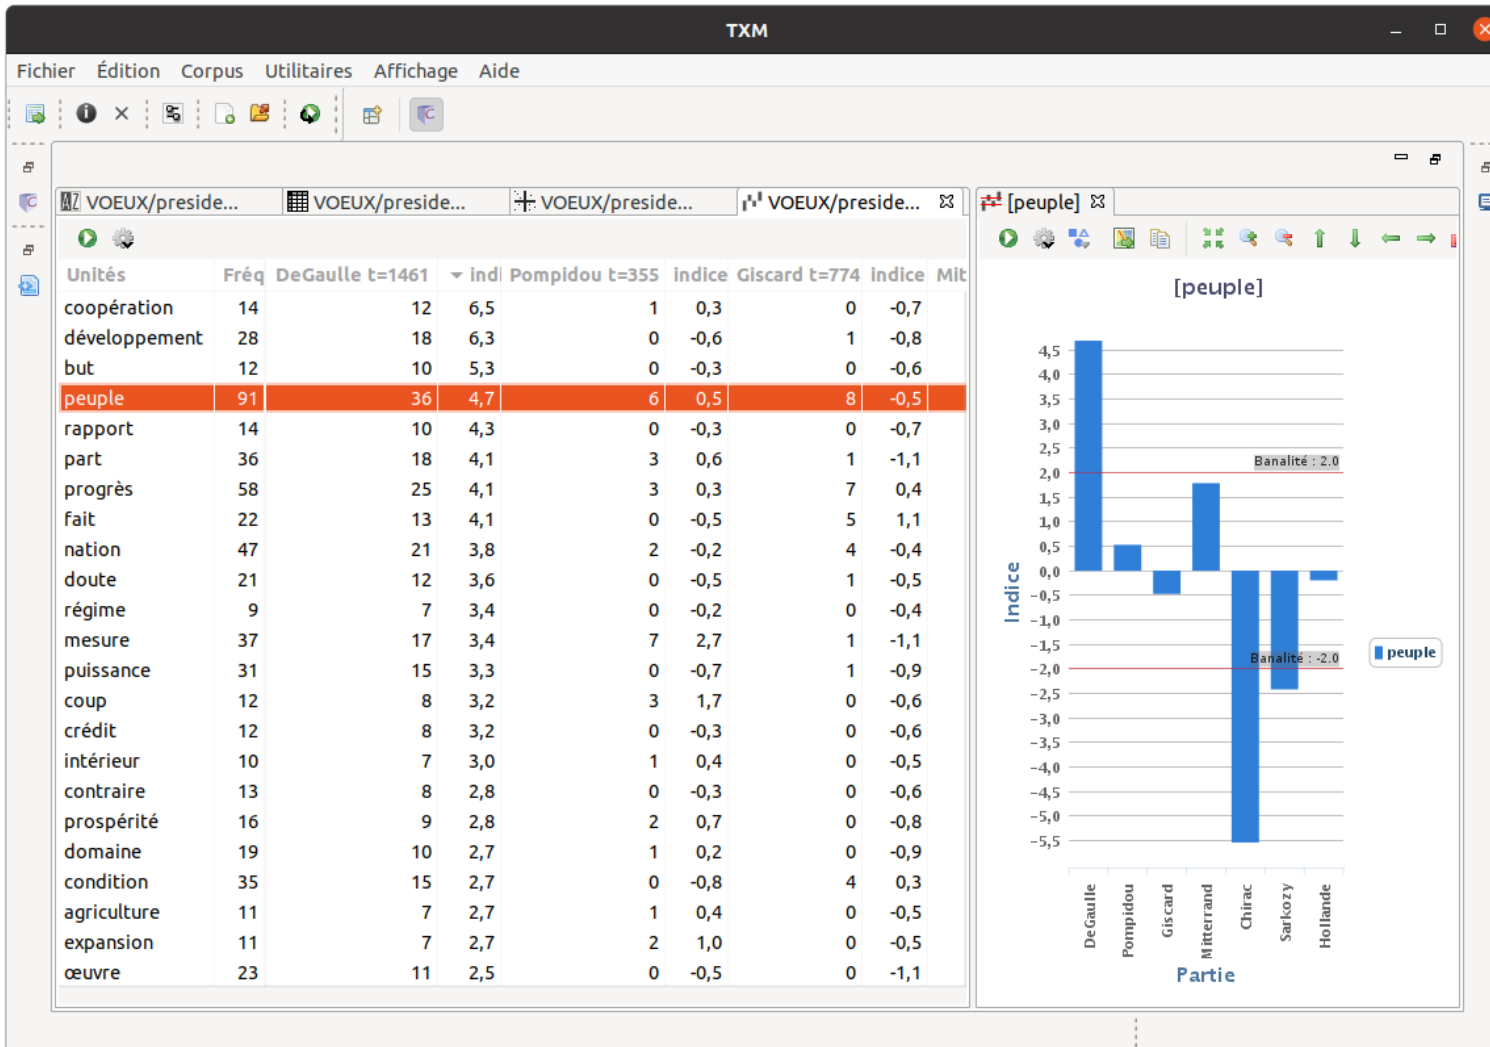 TXM
Fichier Édition Corpus Utilitaires Affichage Aide
VOEUX/preside... VOEUX/preside... VOEUX/preside... VOEUX/preside... [peuple]
Unités Fréq DeGaulle t=1461 indi Pompidou t=355 indice Giscard t=774 indice Mit
coopération 14 12 6,5 1 0,3 0 -0,7
développement 28 18 6,3 0 -0,6 1 -0,8
but 12 10 5,3 0 -0,3 0 -0,6
peuple 91 36 4,7 6 0,5 8 -0,5
rapport 14 10 4,3 0 -0,3 0 -0,7
part 36 18 4,1 3 0,6 1 -1,1
progrès 58 25 4,1 3 0,3 7 0,4
fait 22 13 4,1 0 -0,5 5 1,1
nation 47 21 3,8 2 -0,2 4 -0,4
doute 21 12 3,6 0 -0,5 1 -0,5
régime 9 7 3,4 0 -0,2 0 -0,4
mesure 37 17 3,4 7 2,7 1 -1,1
puissance 31 15 3,3 0 -0,7 1 -0,9
coup 12 8 3,2 3 1,7 0 -0,6
crédit 12 8 3,2 0 -0,3 0 -0,6
intérieur 10 7 3,0 1 0,4 0 -0,5
contraire 13 8 2,8 0 -0,3 0 -0,6
prospérité 16 9 2,8 2 0,7 0 -0,8
domaine 19 10 2,7 1 0,2 0 -0,9
condition 35 15 2,7 0 -0,8 4 0,3
agriculture 11 7 2,7 1 0,4 0 -0,5
expansion 11 7 2,7 2 1,0 0 -0,5
œuvre 23 11 2,5 0 -0,5 0 -1,1
[peuple]
4,5
4,0
3,5
3,0
2,5
Banalité : 2.0
2,0
1,5
1,0
0,5
0,0
-0,5
-1,0
-1,5
Banalité : -2.0
-2,0
-2,5
-3,0
-3,5
-4,0
-4,5
-5,0
-5,5
Indice
peuple
DeGaulle
Pompidou
Giscard
Mitterrand
Chirac
Sarkozy
Hollande
Partie